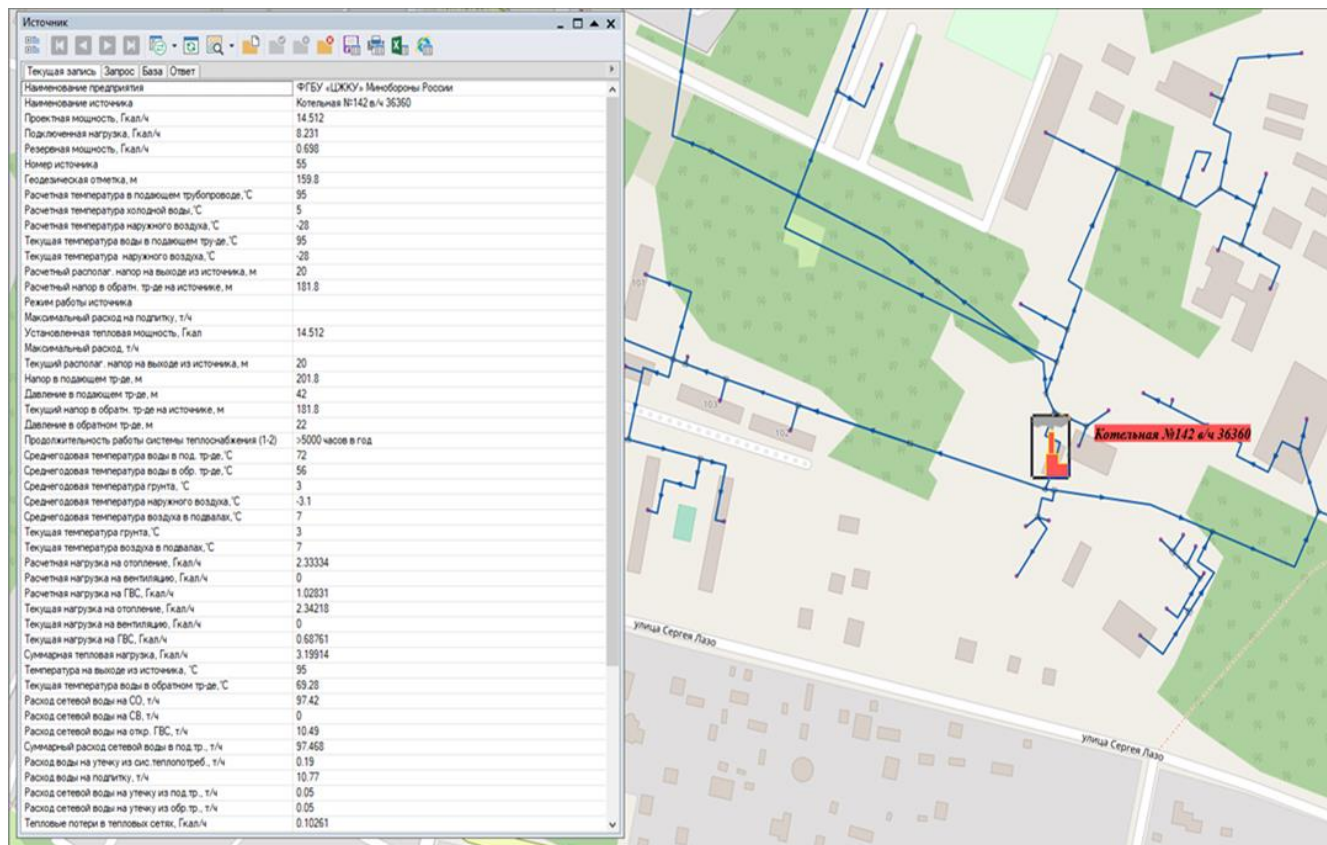 Источник
Текущая запись Запрос База Ответ
Наименование предприятия ФГБУ «ЦЖКУ» Минобороны России
Наименование источника Котельная №142 в/ч 36360
Проектная мощность, Гкал/ч 14.512
Подключенная нагрузка, Гкал/ч 8.231
Резервная мощность, Гкал/ч 0.698
Номер источника 55
Геодезическая отметка, м 159.8
Расчетная температура в подающем трубопроводе,°C 95
Расчетная температура холодной воды,°C 5
Расчетная температура наружного воздуха,°C -28
Текущая температура воды в подающем тру-де,°C 95
Текущая температура наружного воздуха,°C -28
Расчетный располаг. напор на выходе из источника, м 20
Расчетный напор в обратн. тр-де на источнике, м 181.8
Режим работы источника
Максимальный расход на подпитку, т/ч
Установленная тепловая мощность, Гкал 14.512
Максимальный расход, т/ч
Текущий располаг. напор на выходе из источника, м 20
Напор в подающем тр-де, м 201.8
Давление в подающем тр-де, м 42
Текущий напор в обратн. тр-де на источнике, м 181.8
Давление в обратном тр-де, м 22
Продолжительность работы системы теплоснабжения (1-2) >5000 часов в год
Среднегодовая температура воды в под. тр-де,°C 72
Среднегодовая температура воды в обр. тр-де,°C 56
Среднегодовая температура грунта, °C 3
Среднегодовая температура наружного воздуха,°C -3.1
Среднегодовая температура воздуха в подвалах,°C 7
Текущая температура грунта,°C 3
Текущая температура воздуха в подвалах,°C 7
Расчетная нагрузка на отопление, Гкал/ч 2.33334
Расчетная нагрузка на вентиляцию, Гкал/ч 0
Расчетная нагрузка на ГВС, Гкал/ч 1.02831
Текущая нагрузка на отопление, Гкал/ч 2.34218
Текущая нагрузка на вентиляцию, Гкал/ч 0
Текущая нагрузка на ГВС, Гкал/ч 0.68761
Суммарная тепловая нагрузка, Гкал/ч 3.19914
Температура на выходе из источника, °C 95
Текущая температура воды в обратном тр-де,°C 69.28
Расход сетевой воды на СО, т/ч 97.42
Расход сетевой воды на СВ, т/ч 0
Расход сетевой воды на откр. ГВС, т/ч 10.49
Суммарный расход сетевой воды в под.тр., т/ч 97.468
Расход воды на утечку из сис.теплопотреб., т/ч 0.19
Расход воды на подпитку, т/ч 10.77
Расход сетевой воды на утечку из под.тр., т/ч 0.05
Расход сетевой воды на утечку из обр.тр., т/ч 0.05
Тепловые потери в тепловых сетях, Гкал/ч 0.10261
101
103
102
Котельная №142 в/ч 36360
улица Сергея Лазо
улица Сергея Лазо